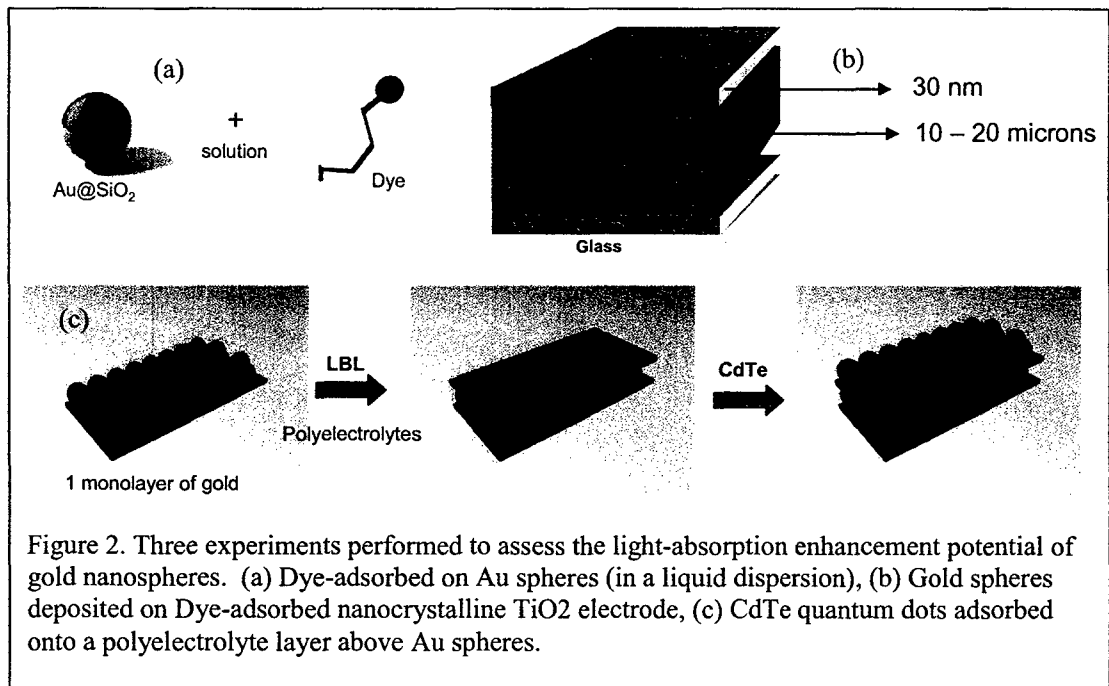 (a)
+
solution
Au@SiO₂
Dye
(b)
30 nm
10 – 20 microns
Glass
(c)
LBL
Polyelectrolytes
CdTe
1 monolayer of gold
Figure 2. Three experiments performed to assess the light-absorption enhancement potential of
gold nanospheres. (a) Dye-adsorbed on Au spheres (in a liquid dispersion), (b) Gold spheres
deposited on Dye-adsorbed nanocrystalline TiO2 electrode, (c) CdTe quantum dots adsorbed
onto a polyelectrolyte layer above Au spheres.